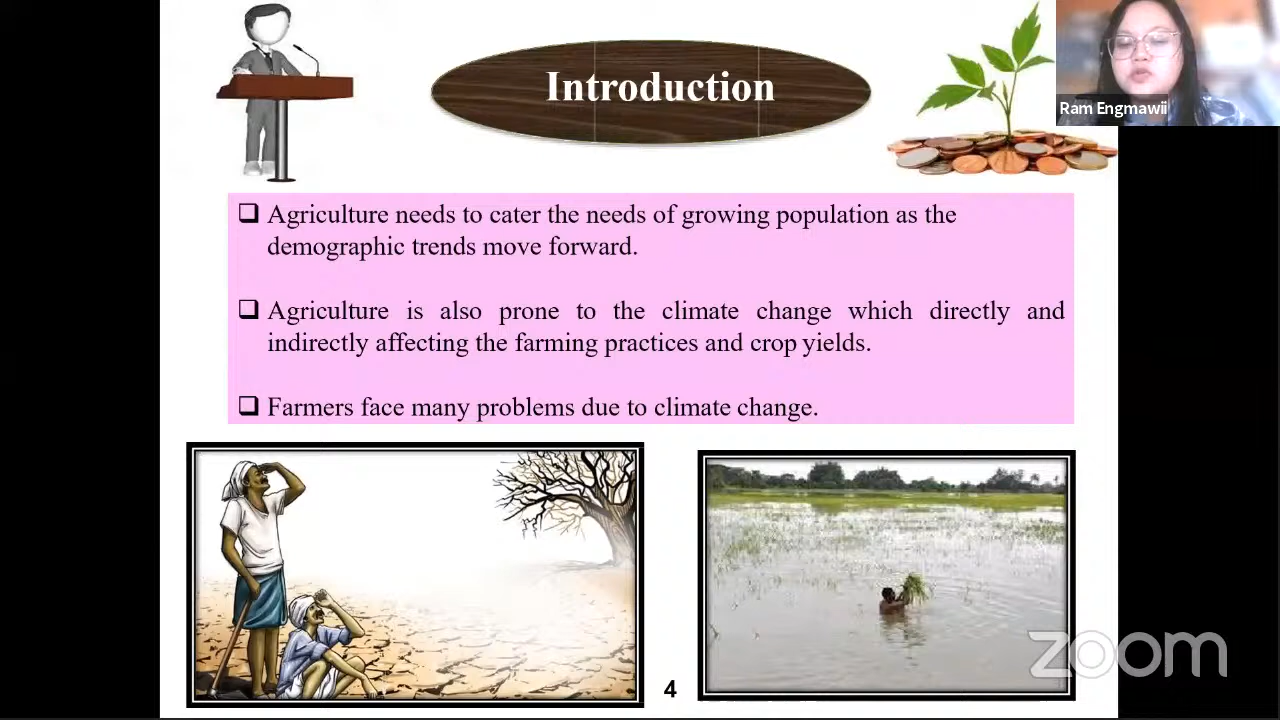 Introduction
Ram Engmawii
❑ Agriculture needs to cater the needs of growing population as the
demographic trends move forward.
❑ Agriculture is also prone to the climate change which directly and
indirectly affecting the farming practices and crop yields.
❑ Farmers face many problems due to climate change.
4
zoom